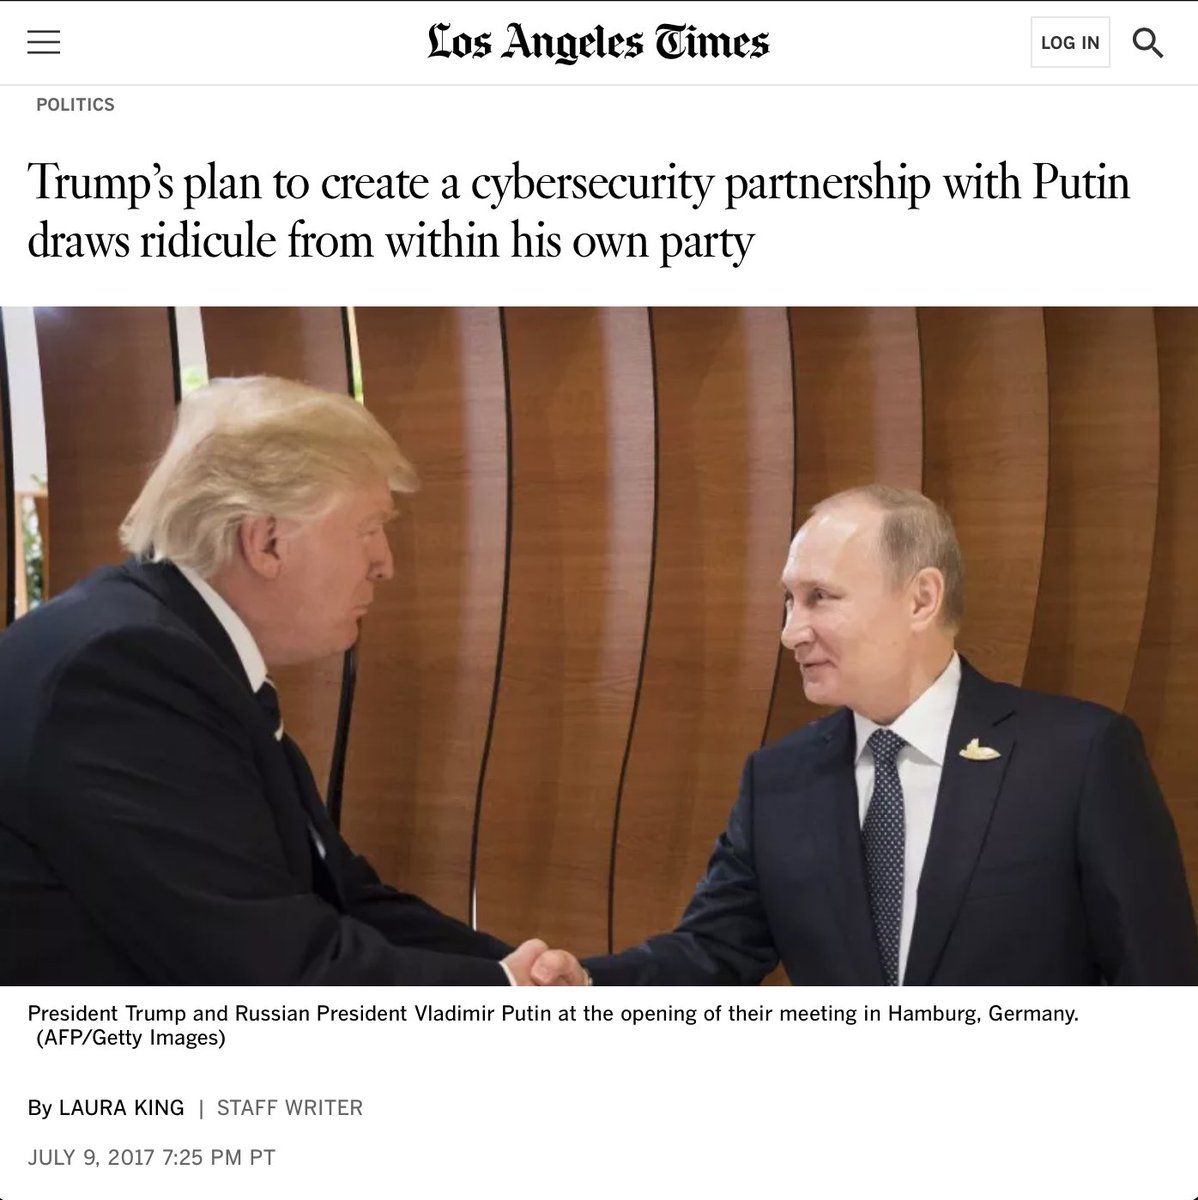 Los Angeles Times
LOG IN
POLITICS
Trump’s plan to create a cybersecurity partnership with Putin
draws ridicule from within his own party
President Trump and Russian President Vladimir Putin at the opening of their meeting in Hamburg, Germany.
(AFP/Getty Images)
By LAURA KING | STAFF WRITER
JULY 9, 2017 7:25 PM PT